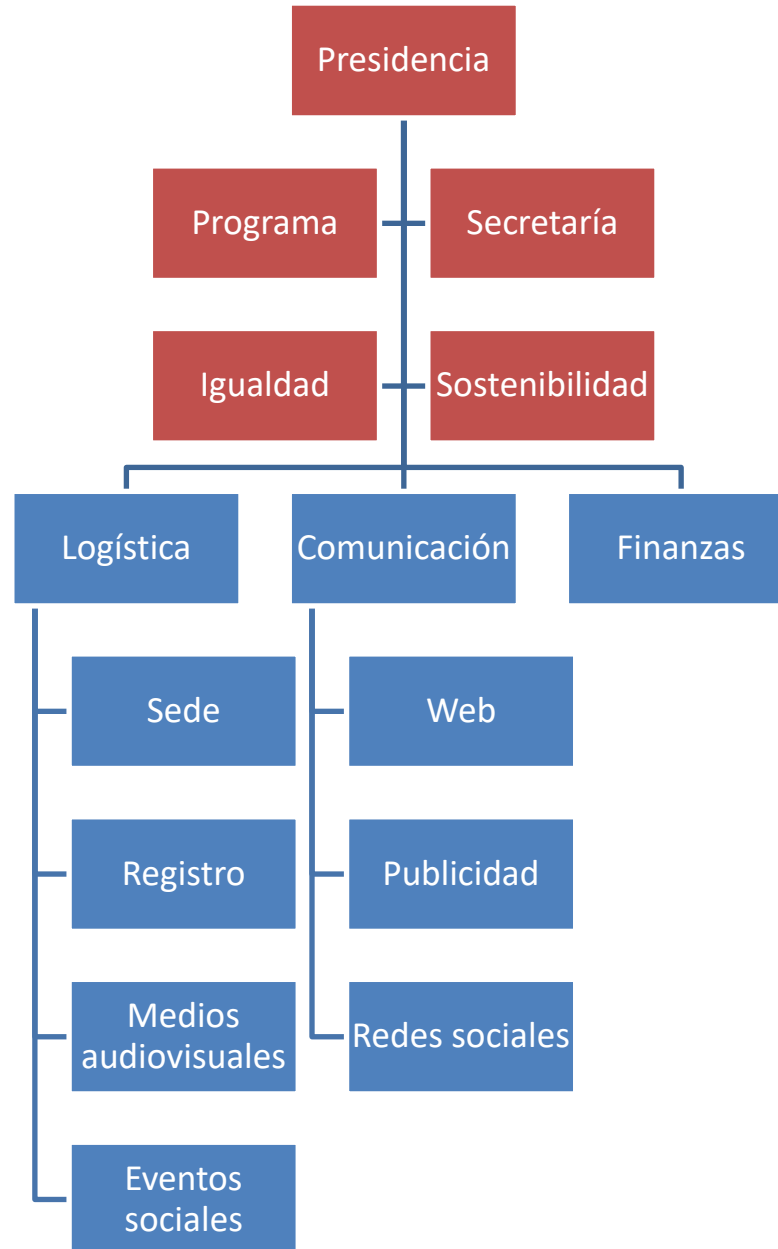 Presidencia
Programa
Secretaría
Igualdad
Sostenibilidad
Logística
Comunicación
Finanzas
Sede
Web
Registro
Publicidad
Medios
audiovisuales
Redes sociales
Eventos
sociales